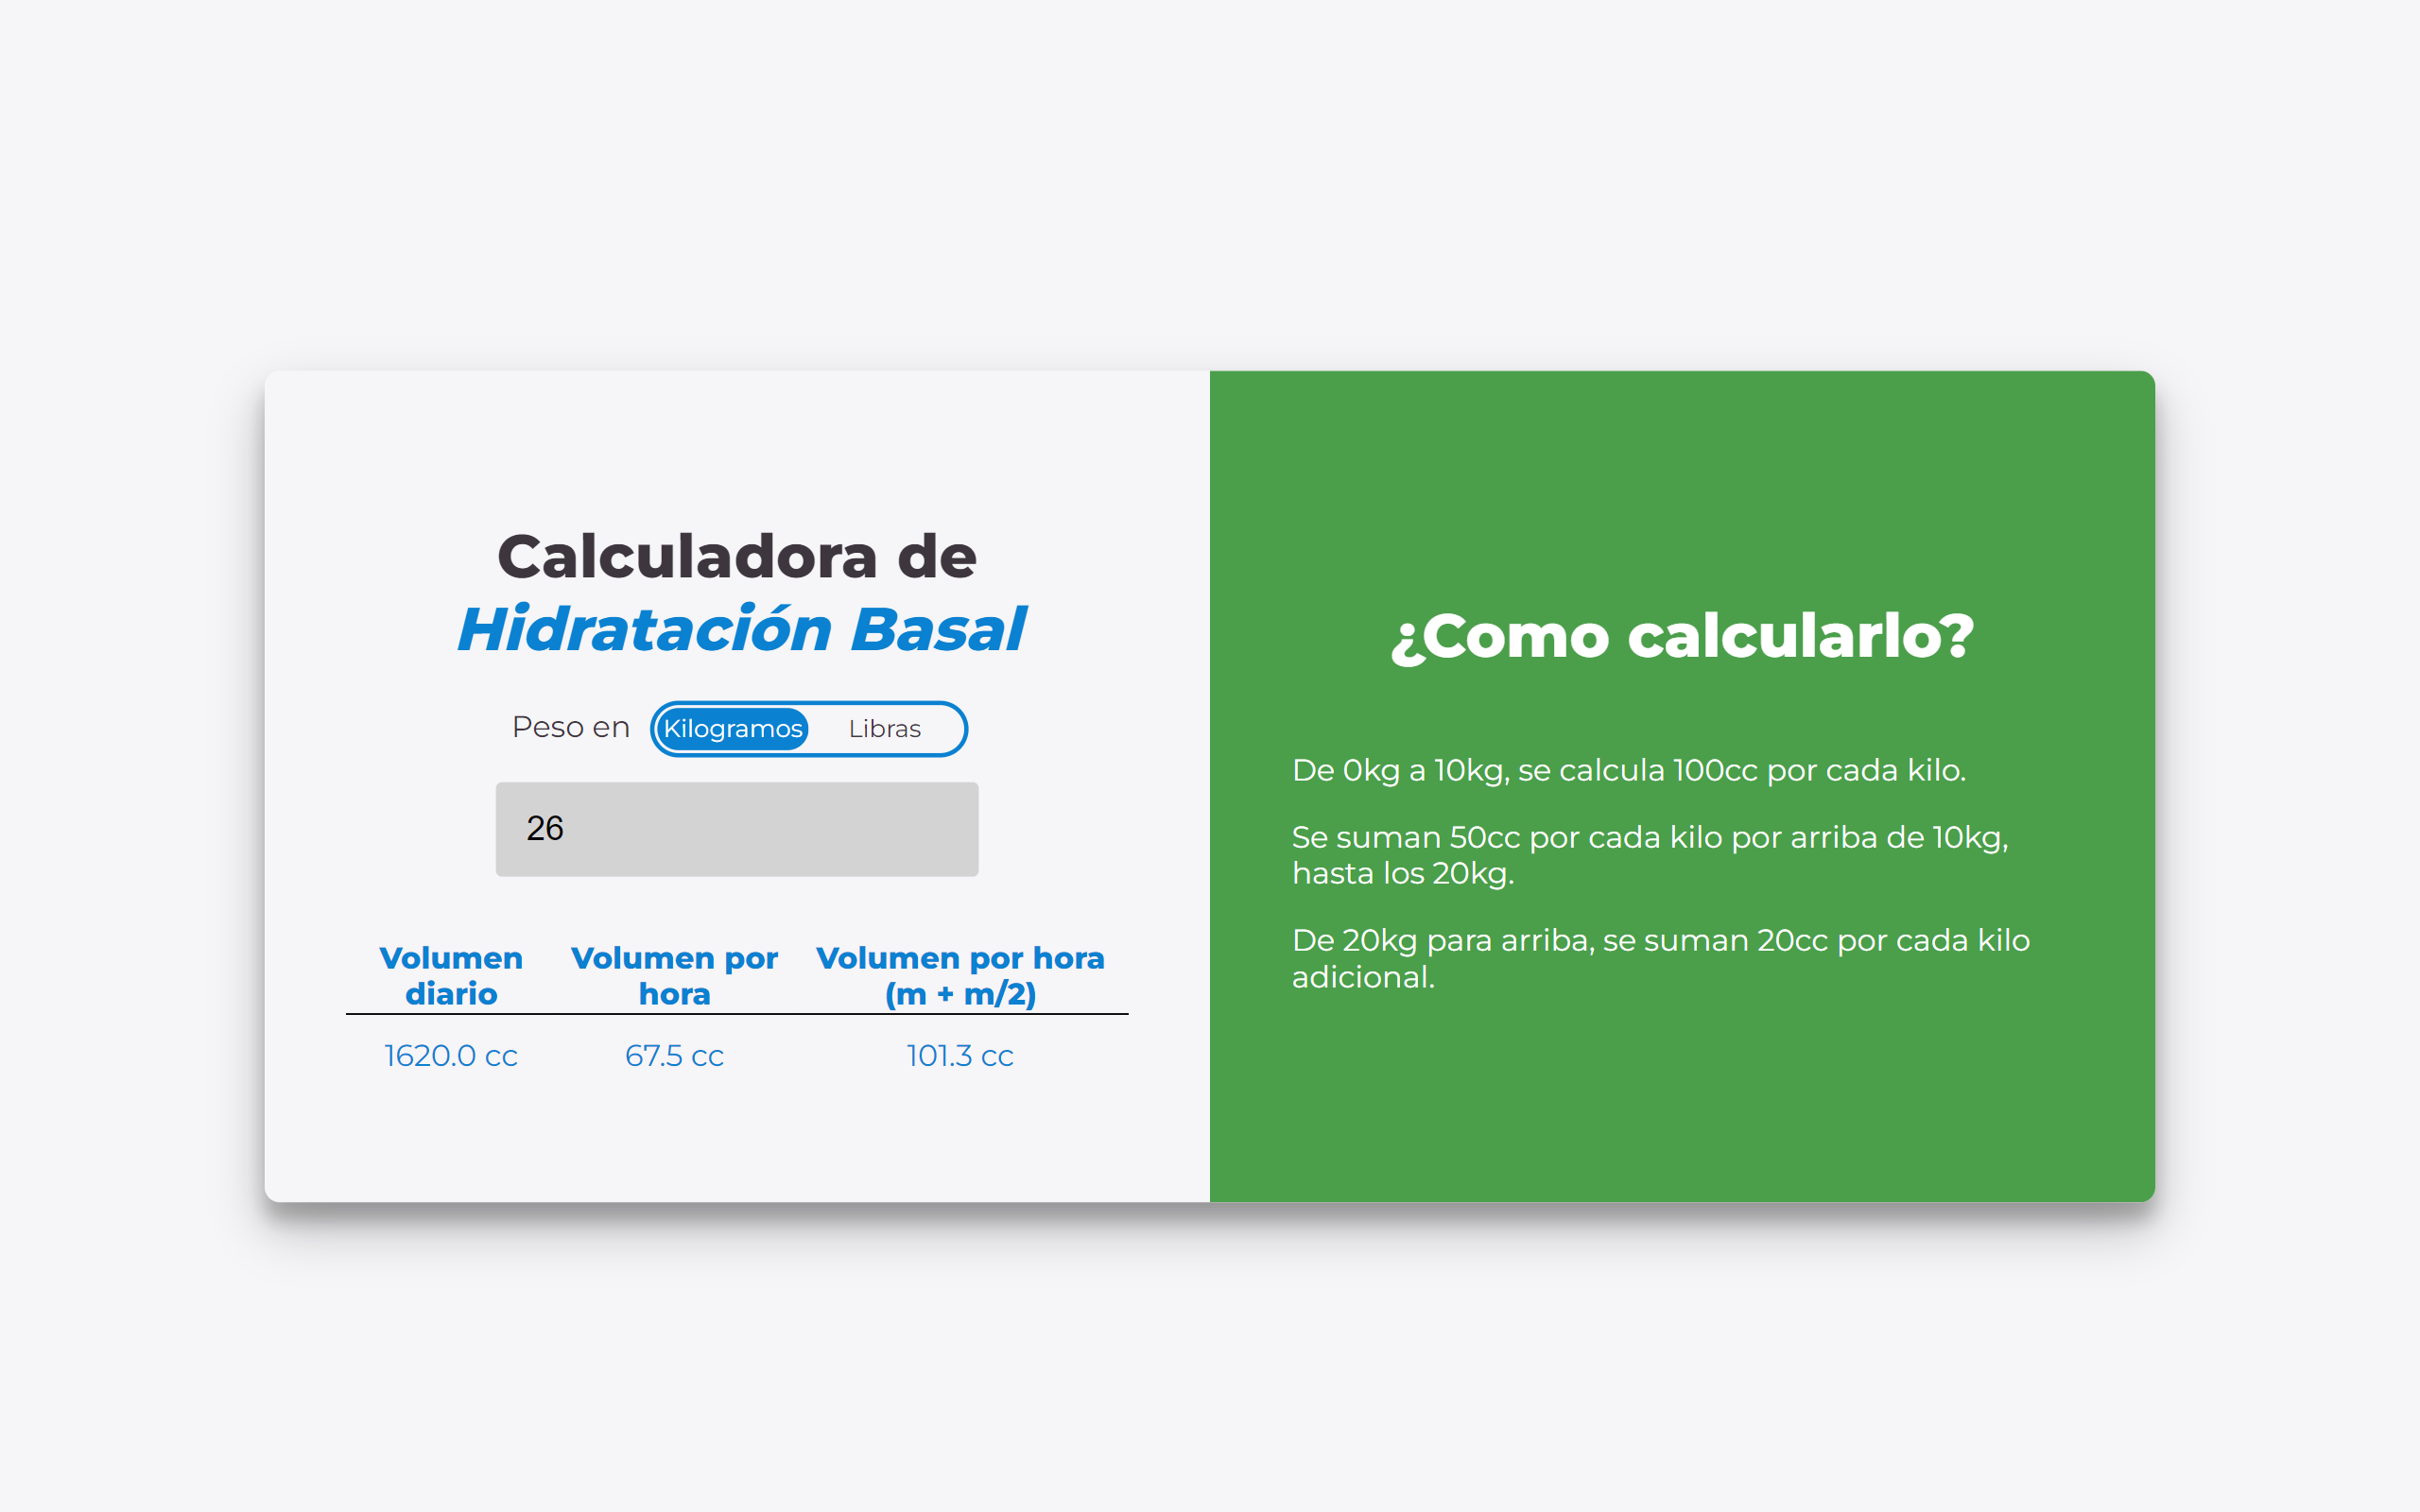 Calculadora de
Hidratación Basal
Peso en Kilogramos Libras
26
Volumen diario Volumen por hora Volumen por hora (m + m/2)
1620.0 cc 67.5 cc 101.3 cc
¿Como calcularlo?
De 0kg a 10kg, se calcula 100cc por cada kilo.
Se suman 50cc por cada kilo por arriba de 10kg,
hasta los 20kg.
De 20kg para arriba, se suman 20cc por cada kilo
adicional.